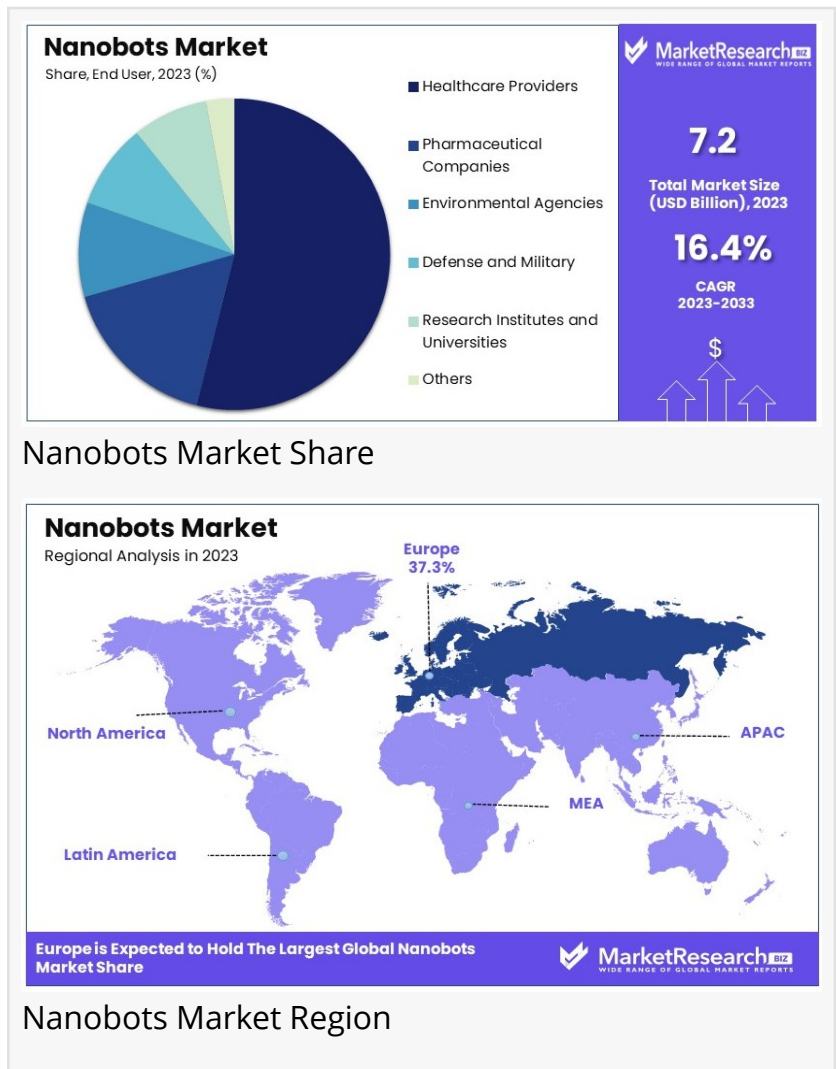 Nanobots Market
Share, End User, 2023 (%)
Healthcare Providers
Pharmaceutical
Companies
Environmental Agencies
Defense and Military
Research Institutes and
Universities
Others
MarketResearch BIZ
WIDE RANGE OF GLOBAL MARKET REPORTS
7.2
Total Market Size
(USD Billion), 2023
16.4%
CAGR
2023-2033
$
Nanobots Market Share
Nanobots Market
Regional Analysis in 2023
Europe
37.3%
North America
APAC
MEA
Latin America
Europe is Expected to Hold The Largest Global Nanobots
Market Share
MarketResearch BIZ
WIDE RANGE OF GLOBAL MARKET REPORTS
Nanobots Market Region